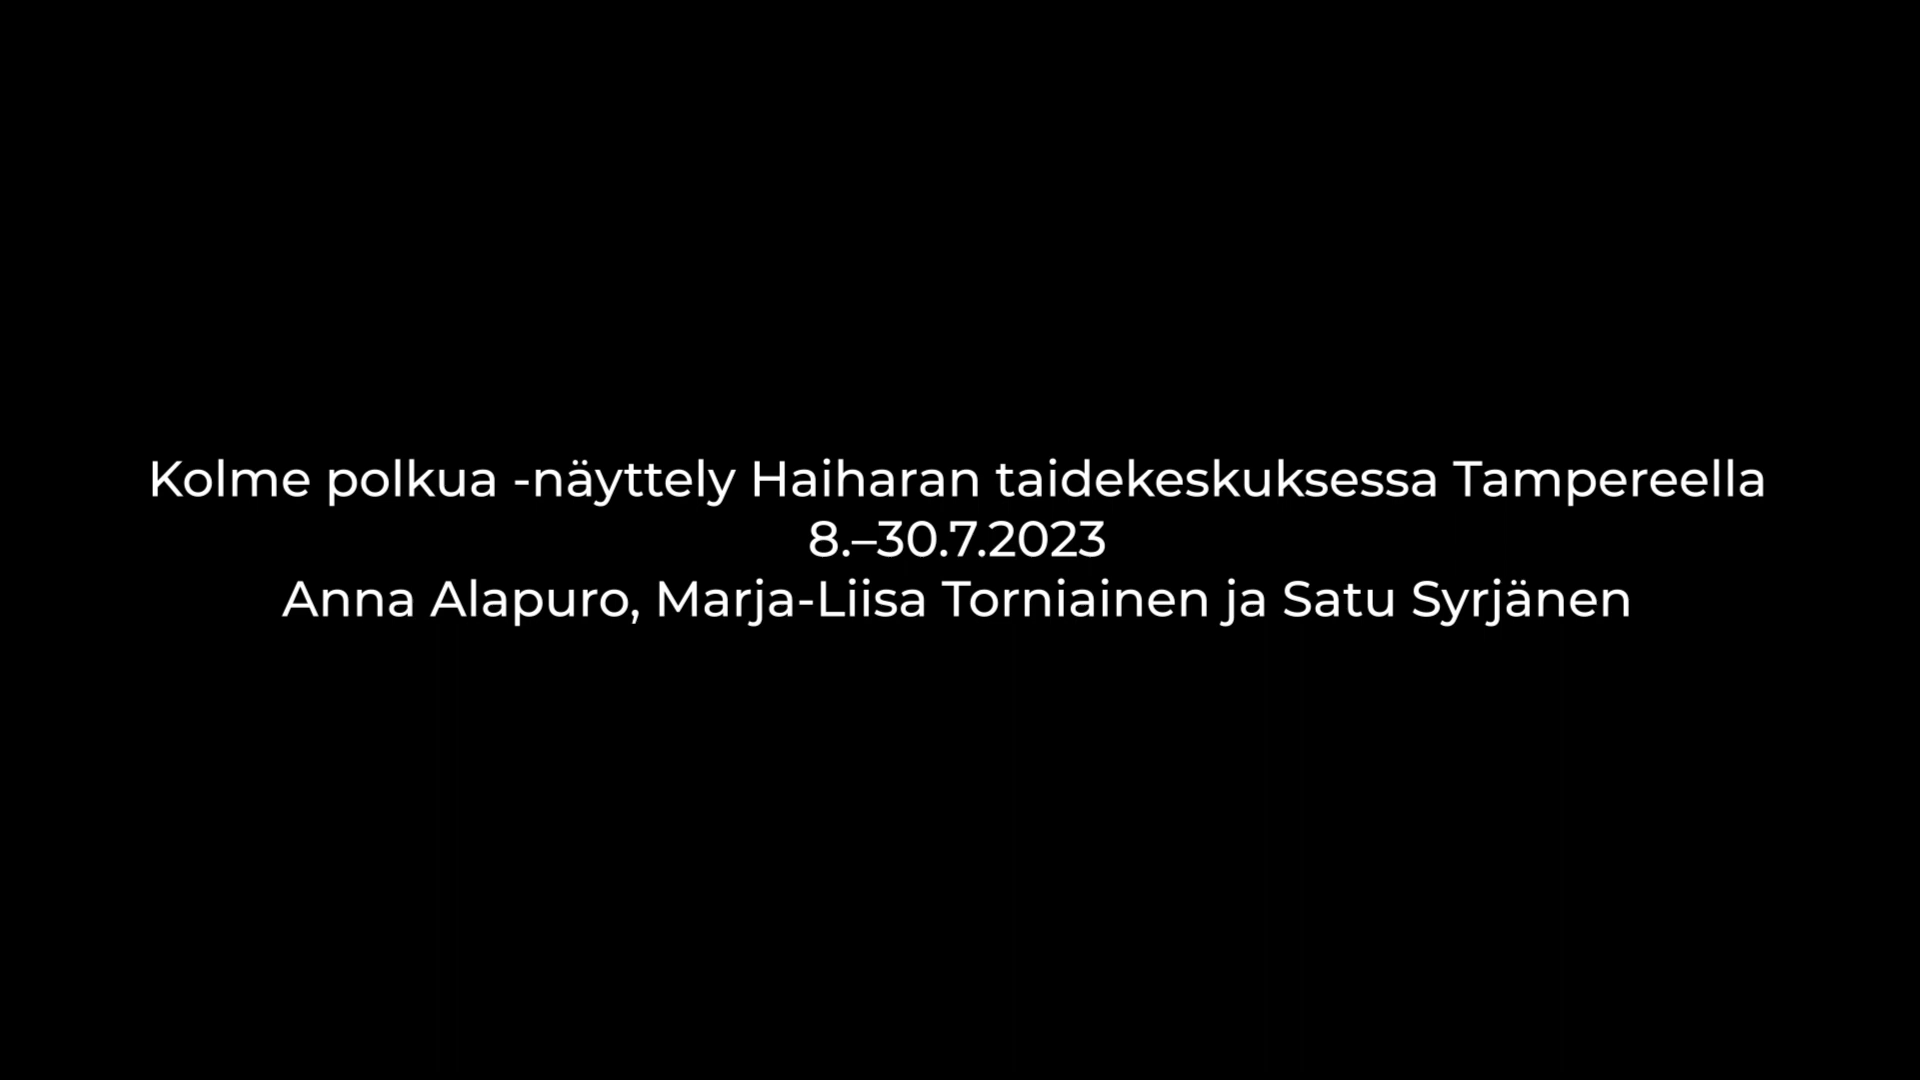 Kolme polkua -näyttely Haiharan taidekeskuksessa Tampereella
8.–30.7.2023
Anna Alapuro, Marja-Liisa Torniainen ja Satu Syrjänen